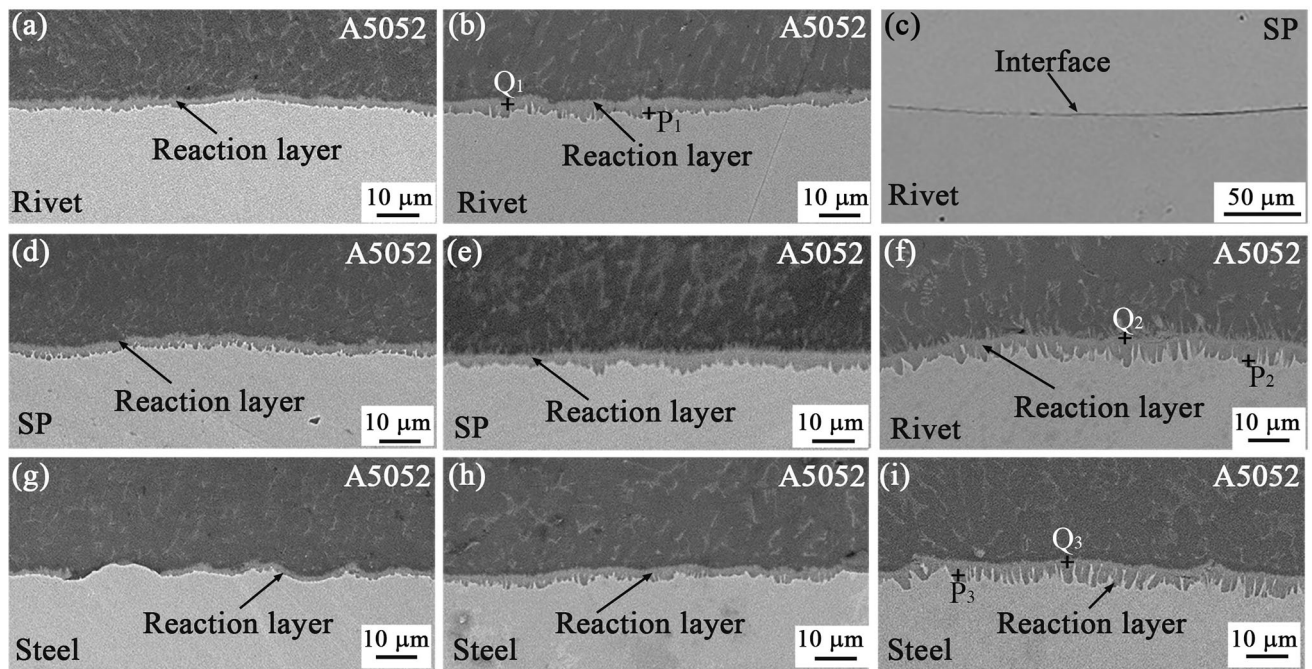 (a) A5052
Reaction layer
Rivet
10 μm
(b) A5052
Q1
P1
Reaction layer
Rivet
10 μm
(c) SP
Interface
Rivet
50 μm
(d) A5052
Reaction layer
SP
10 μm
(e) A5052
Reaction layer
SP
10 μm
(f) A5052
Q2
P2
Reaction layer
Rivet
10 μm
(g) A5052
Reaction layer
Steel
10 μm
(h) A5052
Reaction layer
Steel
10 μm
(i) A5052
Q3
P3
Reaction layer
Steel
10 μm